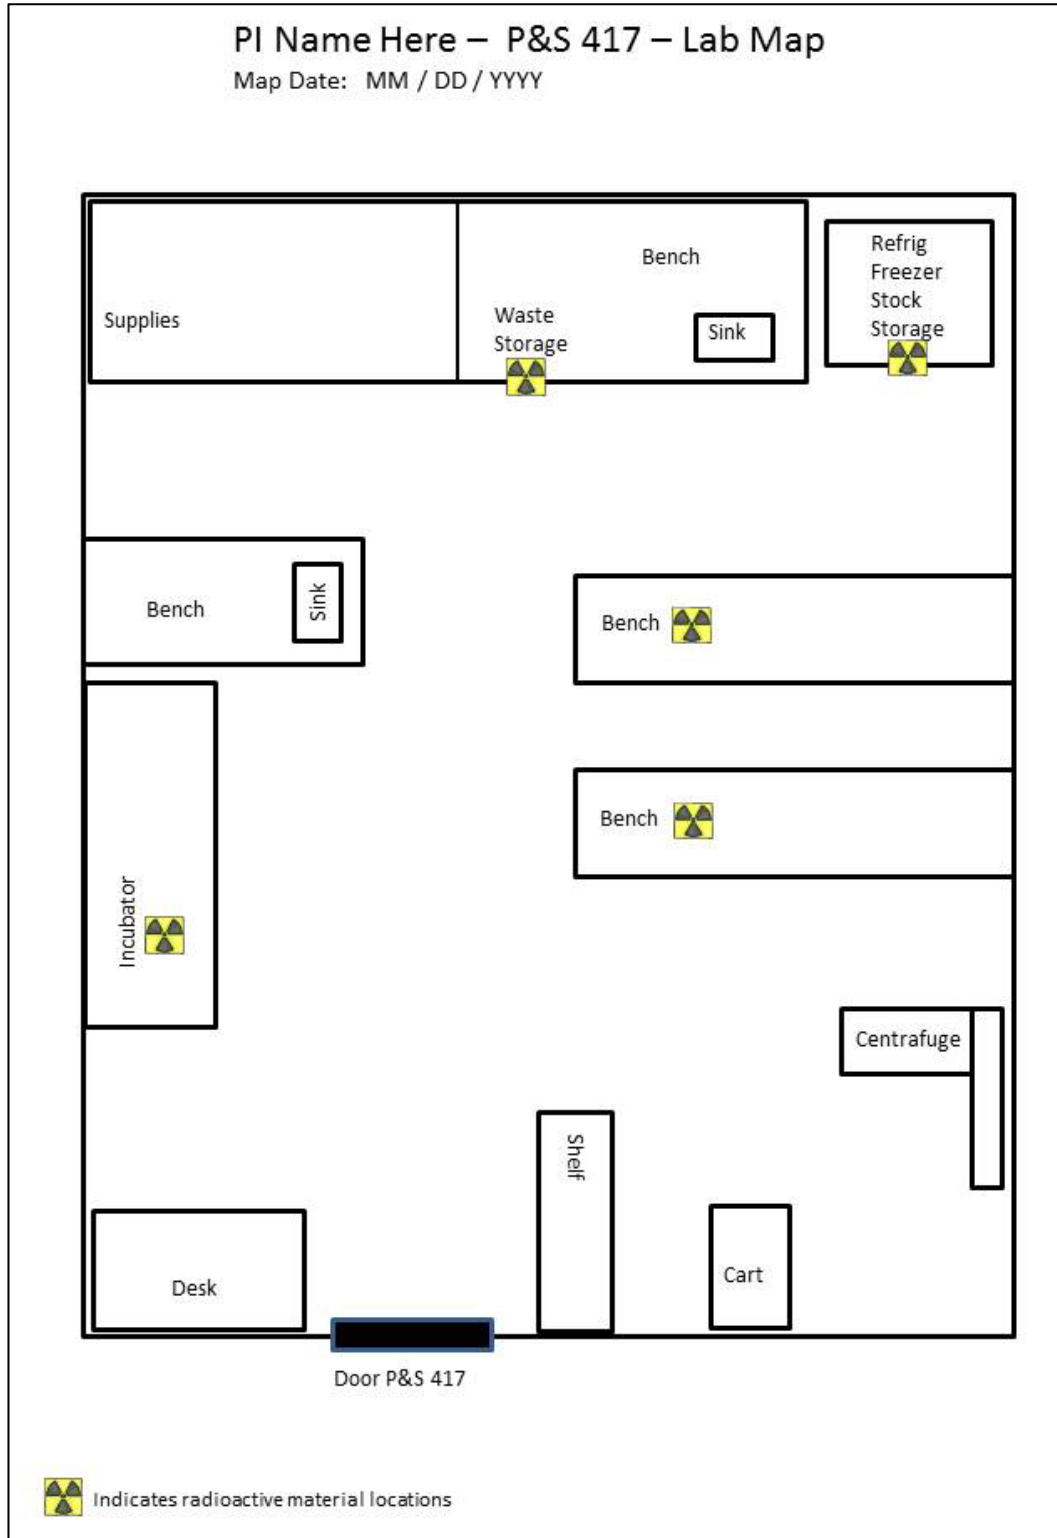 PI Name Here – P&S 417 – Lab Map
Map Date: MM / DD / YYYY
Supplies
Waste
Storage
Bench
Sink
Refrig
Freezer
Stock
Storage
Bench
Sink
Bench
Bench
Incubator
Centrafuge
Shelf
Desk
Cart
Door P&S 417
Indicates radioactive material locations